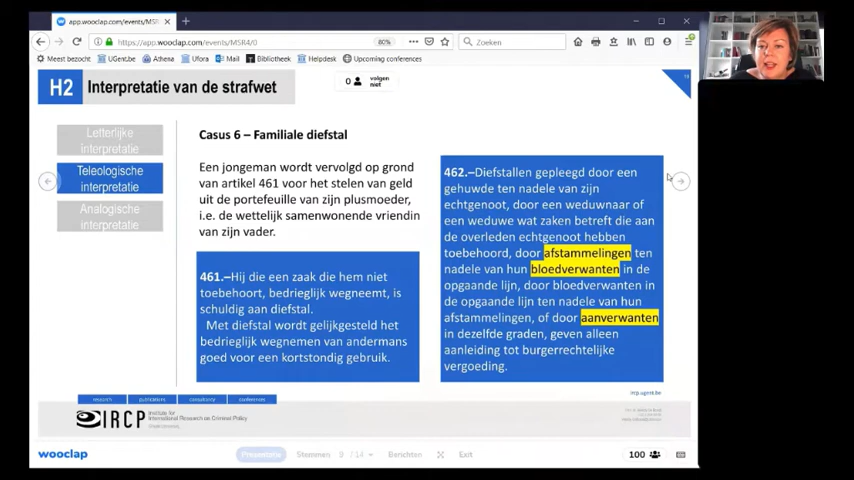 app.wooclap.com/events/MSR
https://app.wooclap.com/events/MSR4/0
80%
Zoeken
Meest bezocht
UGent.be
Athena
Ufora
Mail
Bibliotheek
Helpdesk
Upcoming conferences
H2 Interpretatie van de strafwet
0 volgen niet
Letterlijke
interpretatie
Teleologische
interpretatie
Analogische
interpretatie
Casus 6 – Familiale diefstal
Een jongeman wordt vervolgd op grond
van artikel 461 voor het stelen van geld
uit de portefeuille van zijn plusmoeder,
i.e. de wettelijk samenwonende vriendin
van zijn vader.
461.–Hij die een zaak die hem niet
toebehoort, bedrieglijk wegneemt, is
schuldig aan diefstal.
Met diefstal wordt gelijkgesteld het
bedrieglijk wegnemen van andermans
goed voor een kortstondig gebruik.
462.–Diefstallen gepleegd door een
gehuwde ten nadele van zijn
echtgenoot, door een weduwnaar of
een weduwe wat zaken betreft die aan
de overleden echtgenoot hebben
toebehoord, door afstammelingen ten
nadele van hun bloedverwanten in de
opgaande lijn, door bloedverwanten in
de opgaande lijn ten nadele van hun
afstammelingen, of door aanverwanten
in dezelfde graden, geven alleen
aanleiding tot burgerrechtelijke
vergoeding.
research
publications
consultancy
conferences
ircp.ugent.be
IRCP
Institute for
International Research on Criminal Policy
Ghent University
wooclap
Presentatie
Stemmen
9 / 14
Berichten
Exit
100